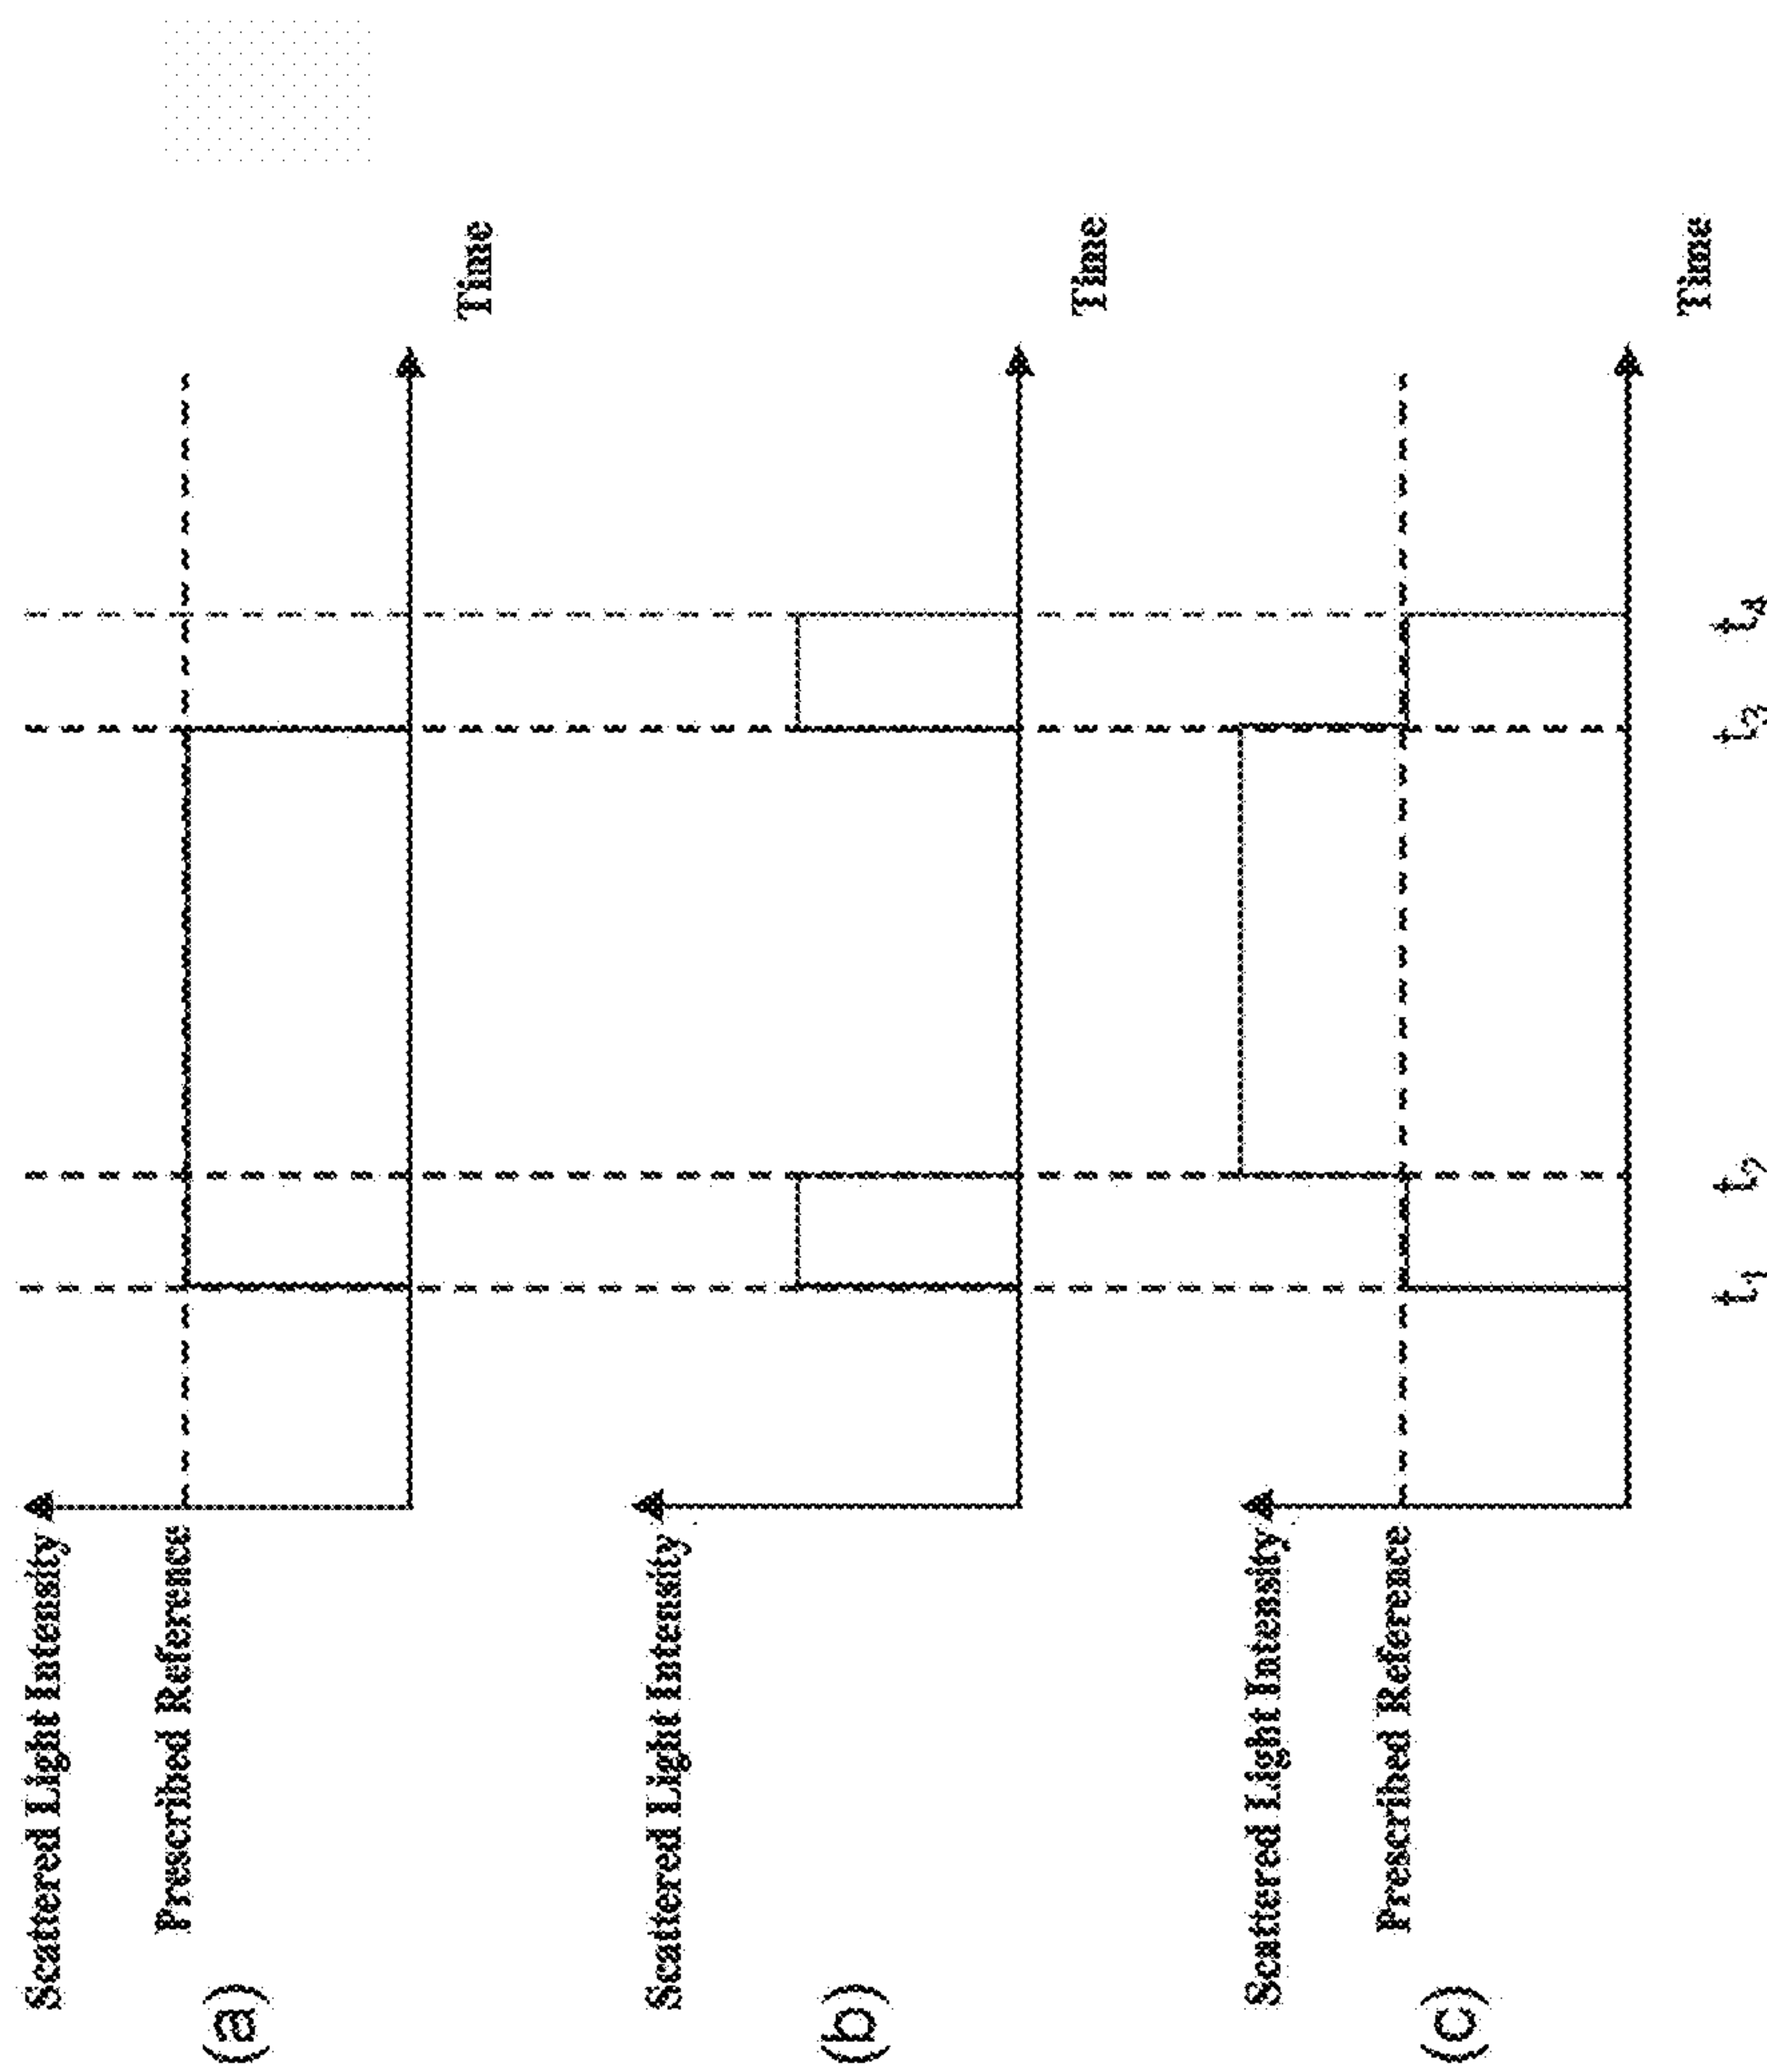 Scattered Light Intensity
Prescribed Reference
(a)
Time
Scattered Light Intensity
(b)
Time
Scattered Light Intensity
Prescribed Reference
(c)
Time
t1 t2 t3 t4